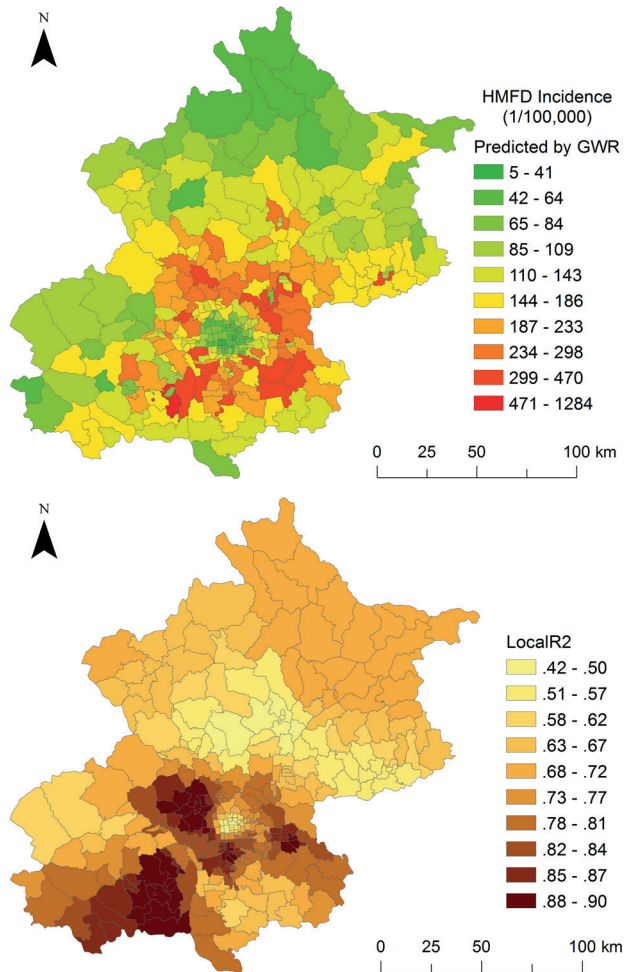 N
HMFD Incidence
(1/100,000)
Predicted by GWR
5 - 41
42 - 64
65 - 84
85 - 109
110 - 143
144 - 186
187 - 233
234 - 298
299 - 470
471 - 1284
0 25 50 100 km
N
LocalR2
.42 - .50
.51 - .57
.58 - .62
.63 - .67
.68 - .72
.73 - .77
.78 - .81
.82 - .84
.85 - .87
.88 - .90
0 25 50 100 km